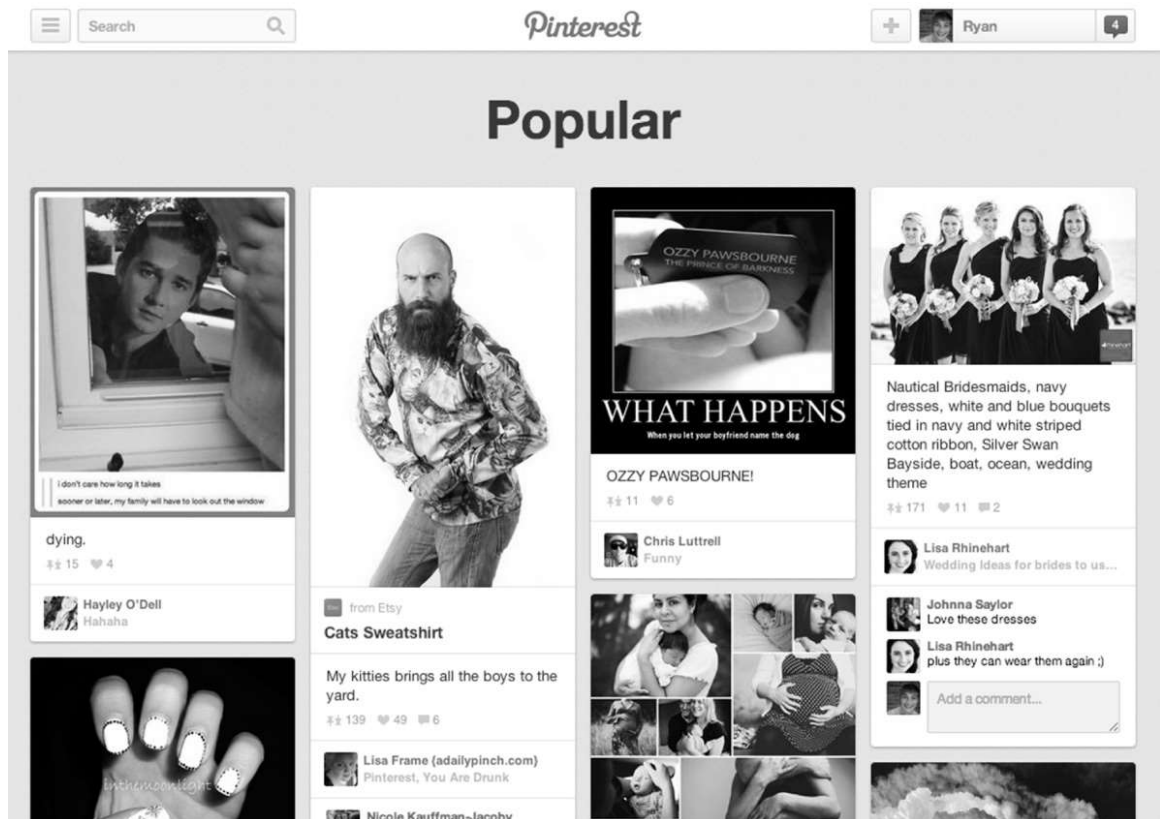 Search
Pinterest
Ryan
4
Popular
i don't care how long it takes
sooner or later, my family will have to look out the window
dying.
15 4
Hayley O'Dell
Hahaha
inthemoonlight
from Etsy
Cats Sweatshirt
My kitties brings all the boys to the
yard.
139 49 6
Lisa Frame {adailypinch.com}
Pinterest, You Are Drunk
Nicole Kauffman-Jacoby
OZZY PAWSBOURNE
THE PRINCE OF BARKNESS
WHAT HAPPENS
When you let your boyfriend name the dog
OZZY PAWSBOURNE!
11 6
Chris Luttrell
Funny
Nautical Bridesmaids, navy
dresses, white and blue bouquets
tied in navy and white striped
cotton ribbon, Silver Swan
Bayside, boat, ocean, wedding
theme
171 11 2
Lisa Rhinehart
Wedding Ideas for brides to us...
Johnna Saylor
Love these dresses
Lisa Rhinehart
plus they can wear them again ;)
Add a comment...